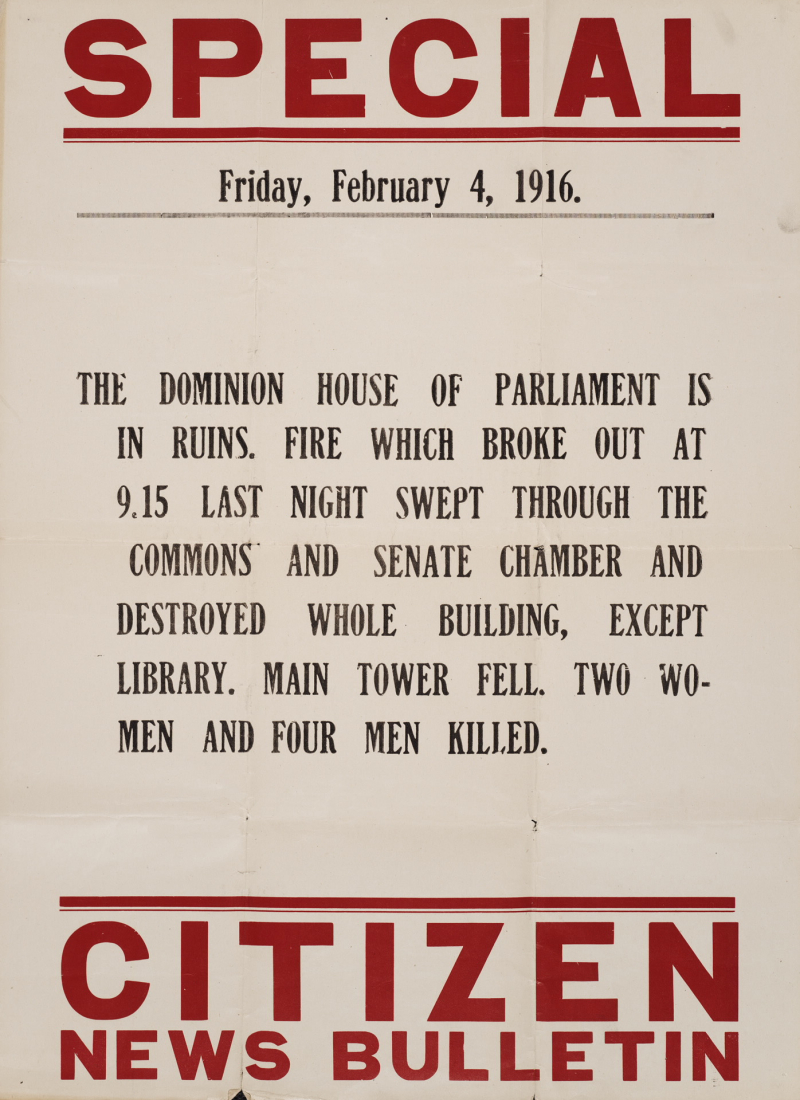 SPECIAL
Friday, February 4, 1916.
THE DOMINION HOUSE OF PARLIAMENT IS
IN RUINS. FIRE WHICH BROKE OUT AT
9.15 LAST NIGHT SWEPT THROUGH THE
COMMONS AND SENATE CHAMBER AND
DESTROYED WHOLE BUILDING, EXCEPT
LIBRARY. MAIN TOWER FELL. TWO WO-
MEN AND FOUR MEN KILLED.
CITIZEN
NEWS BULLETIN